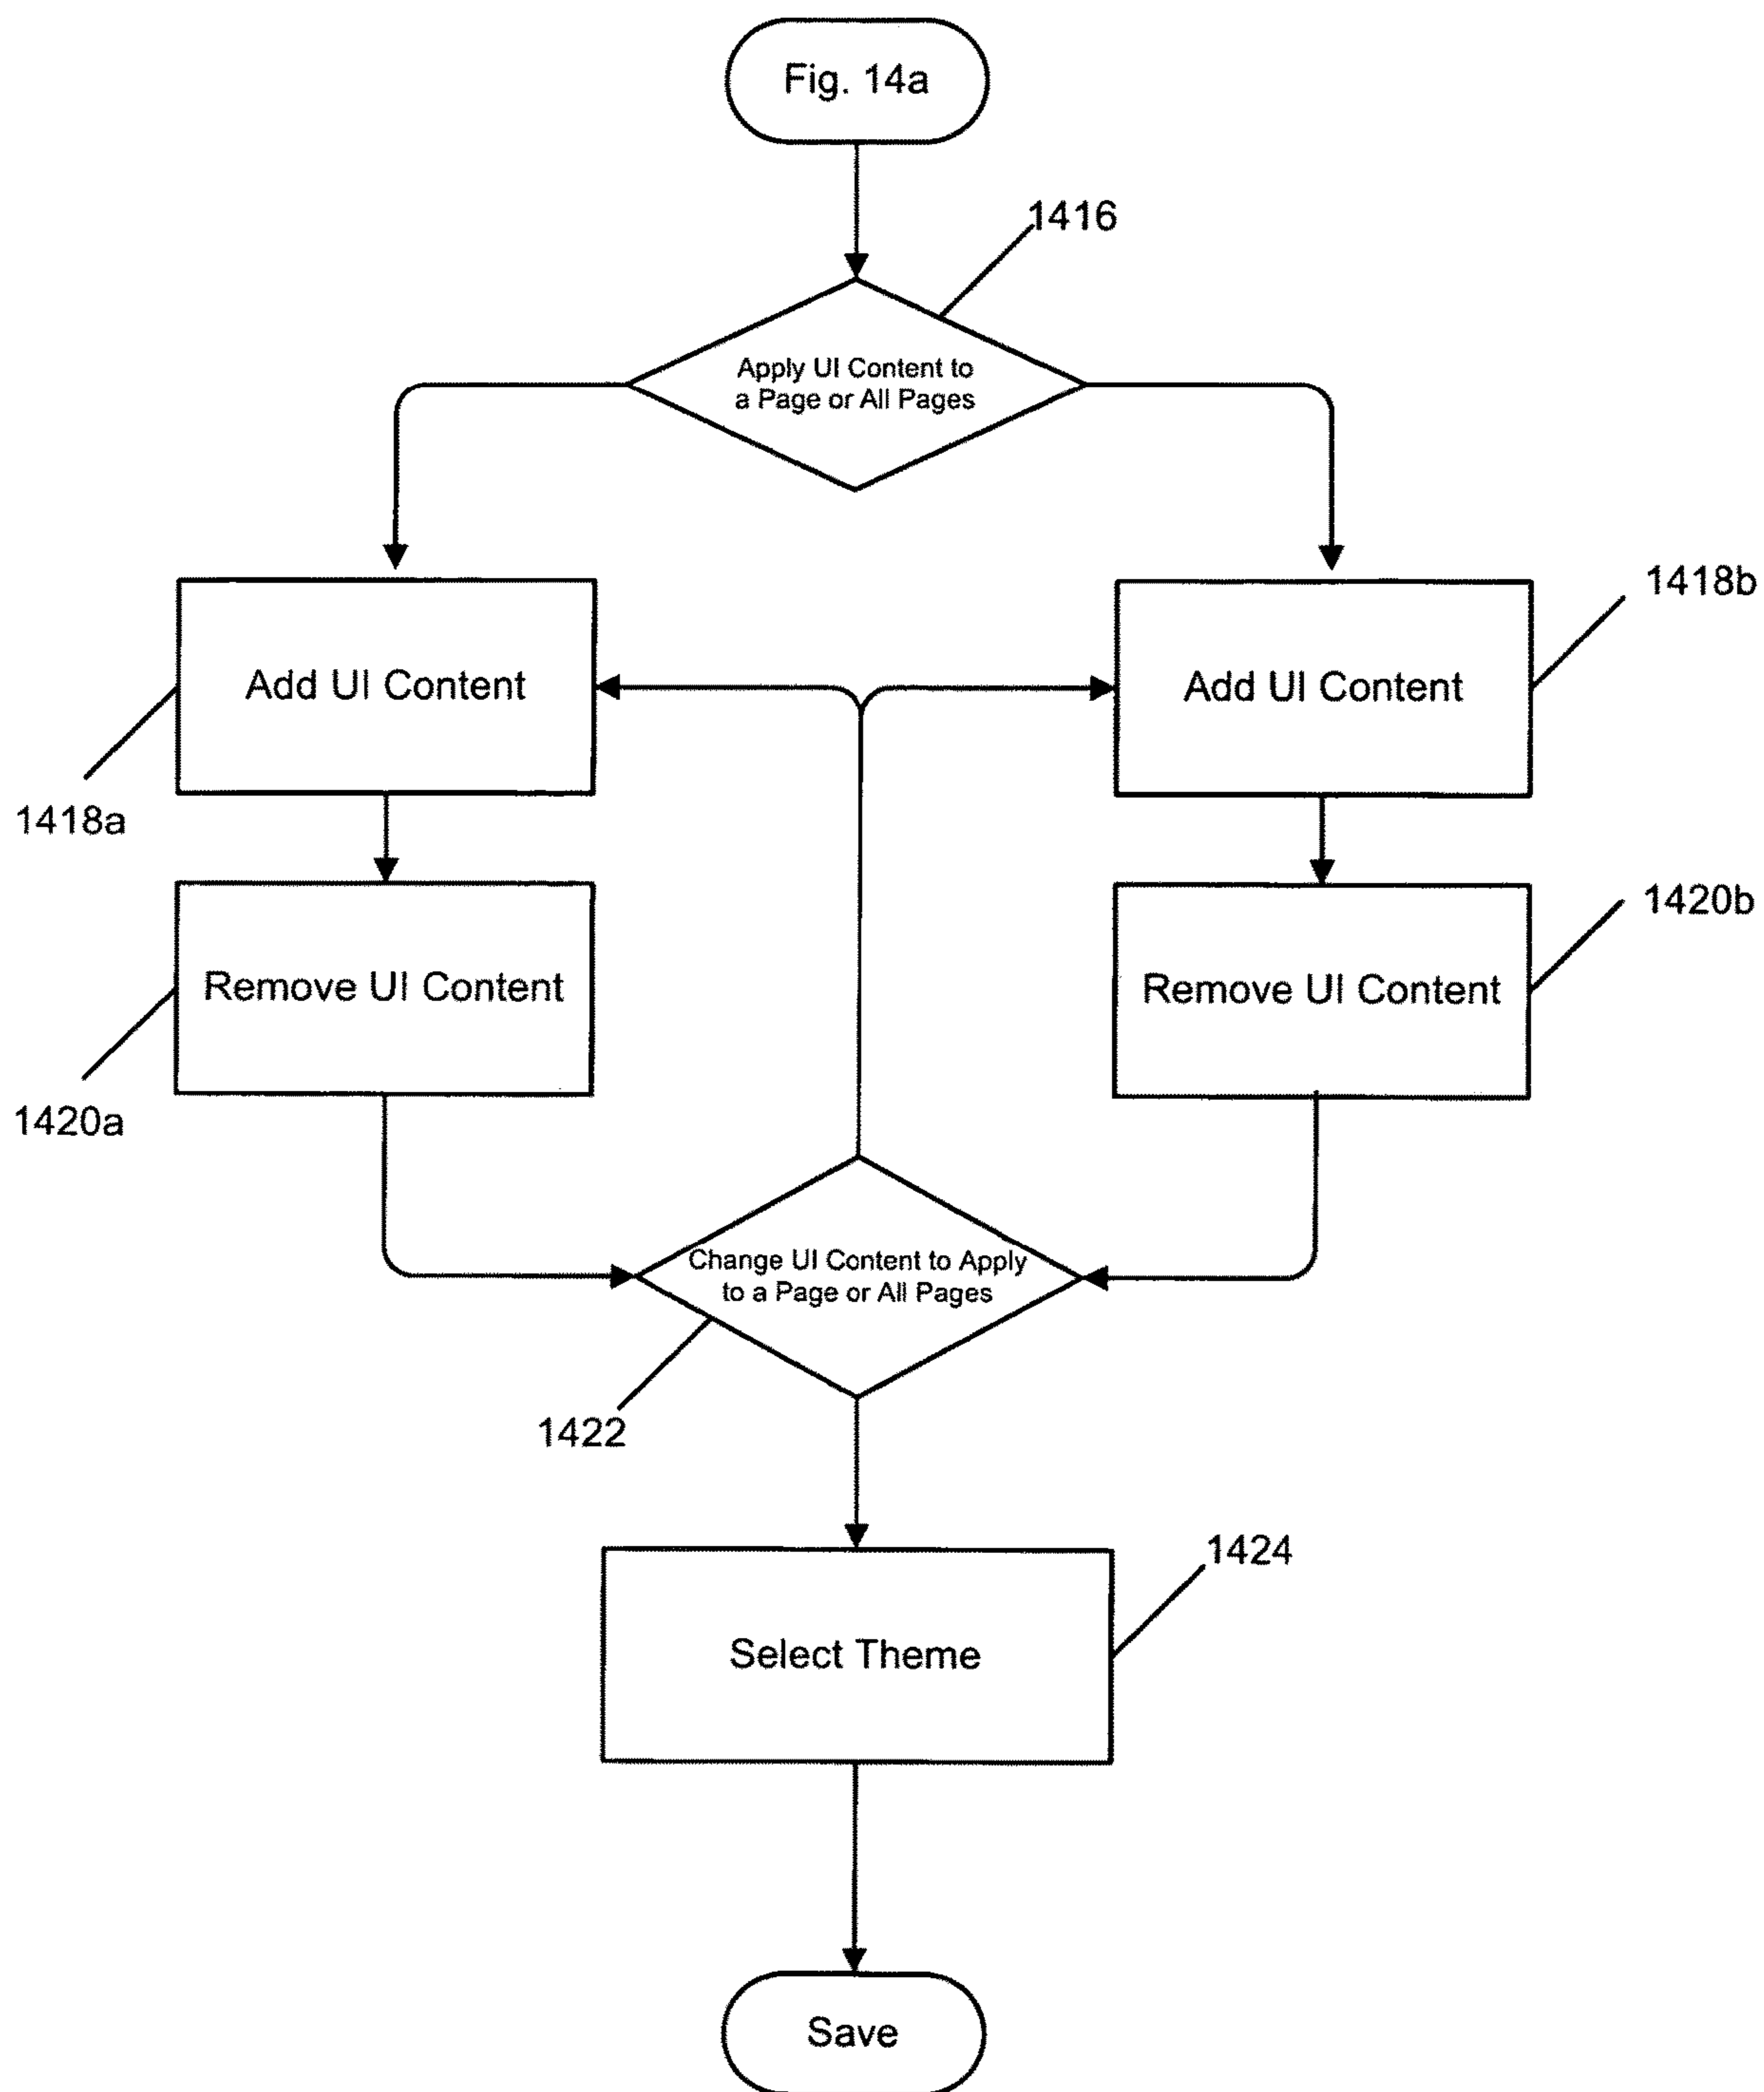 Fig. 14a
1416
Apply UI Content to
a Page or All Pages
1418b
Add UI Content
Add UI Content
1418a
1420b
Remove UI Content
Remove UI Content
1420a
Change UI Content to Apply
to a Page or All Pages
1422
1424
Select Theme
Save